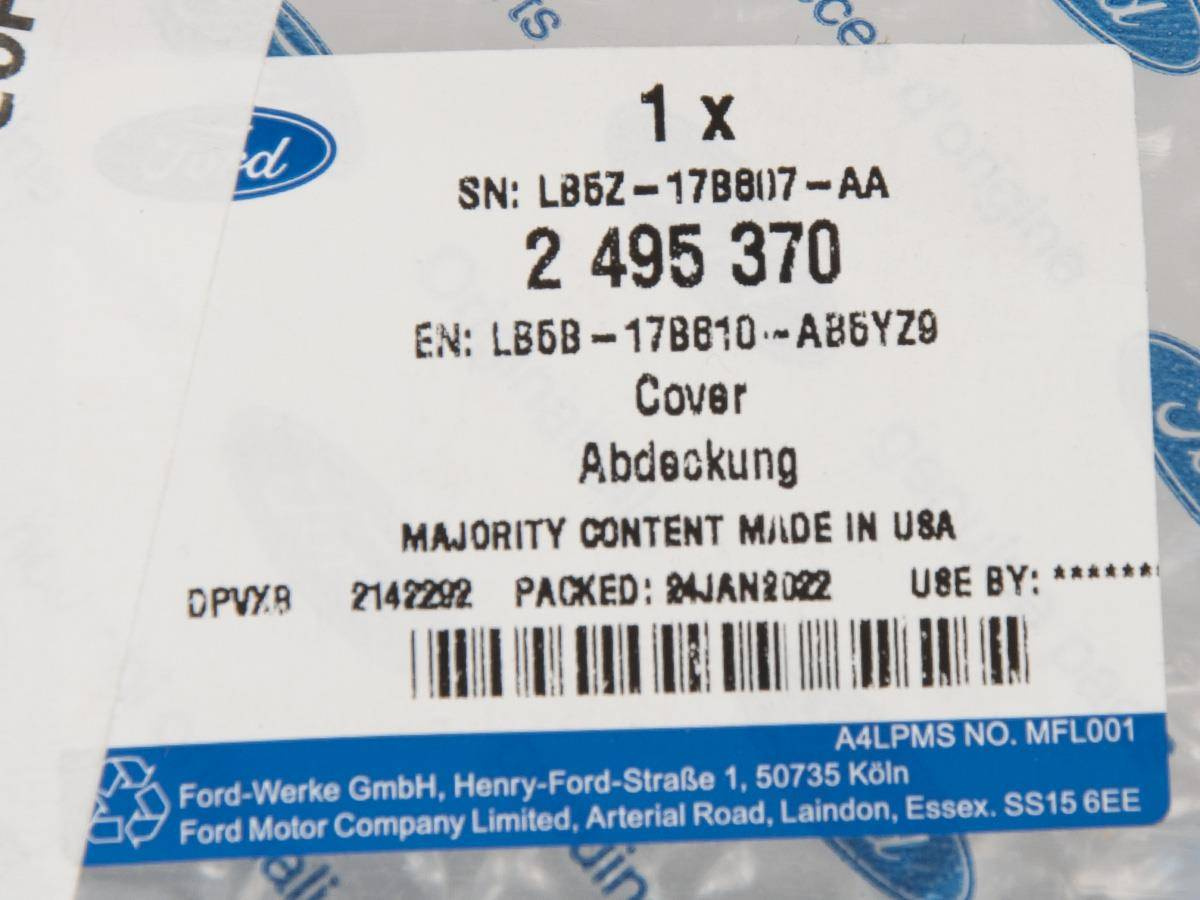 1 x
Ford
SN: LB5Z-17B807-AA
2 495 370
EN: LB5B-17B810-AB5YZ9
Cover
Abdeckung
MAJORITY CONTENT MADE IN USA
DPVXB 2142292 PACKED: 24JAN2022 USE BY: *******
A4LPMS NO. MFL001
Ford-Werke GmbH, Henry-Ford-Straße 1, 50735 Köln
Ford Motor Company Limited, Arterial Road, Laindon, Essex. SS15 6EE